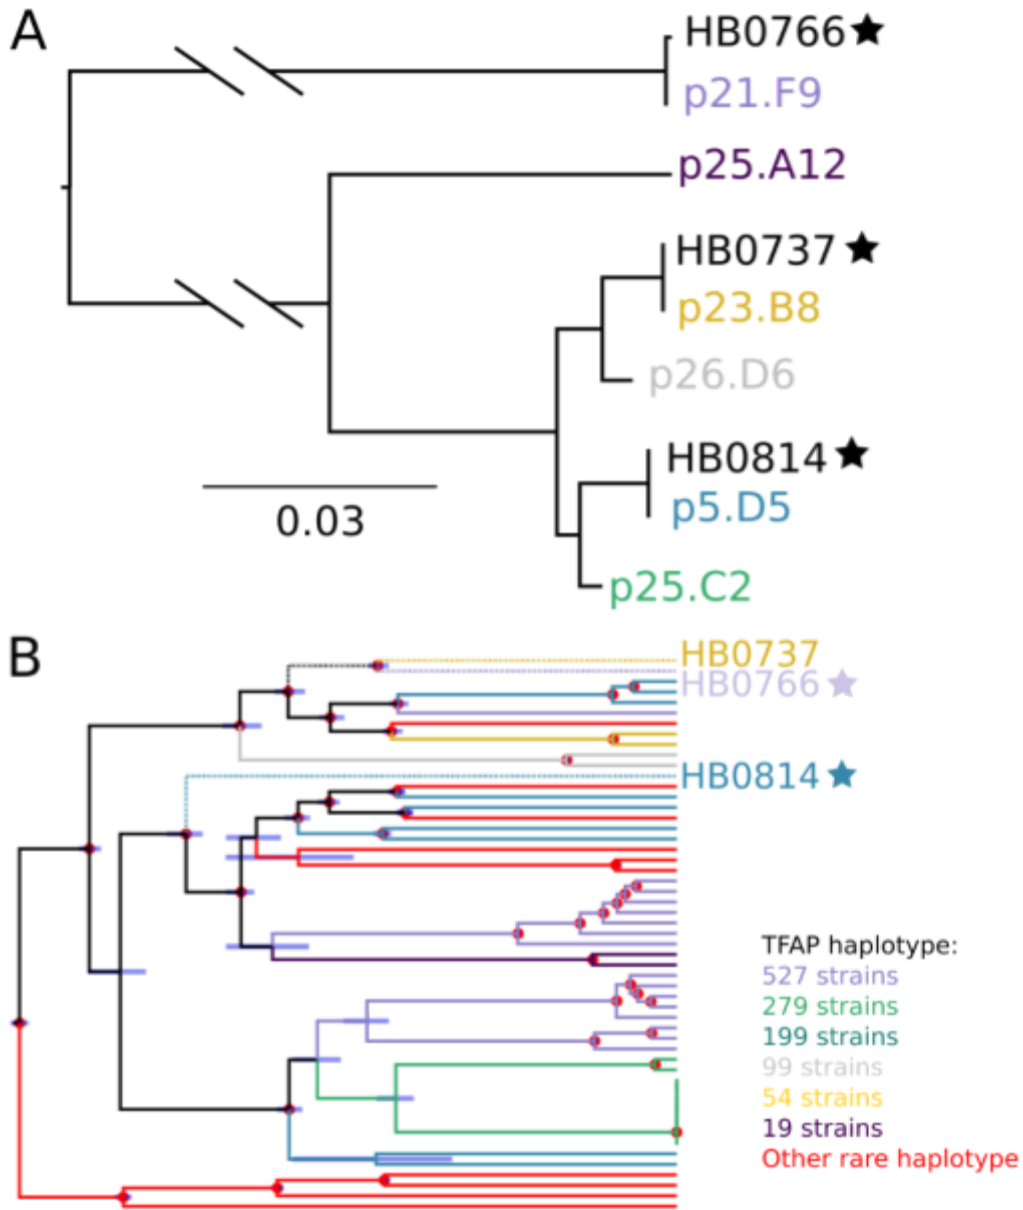 A
HB0766★
p21.F9
p25.A12
HB0737★
p23.B8
p26.D6
HB0814★
p5.D5
0.03
p25.C2
B
HB0737
HB0766★
HB0814★
TFAP haplotype:
527 strains
279 strains
199 strains
99 strains
54 strains
19 strains
Other rare haplotype